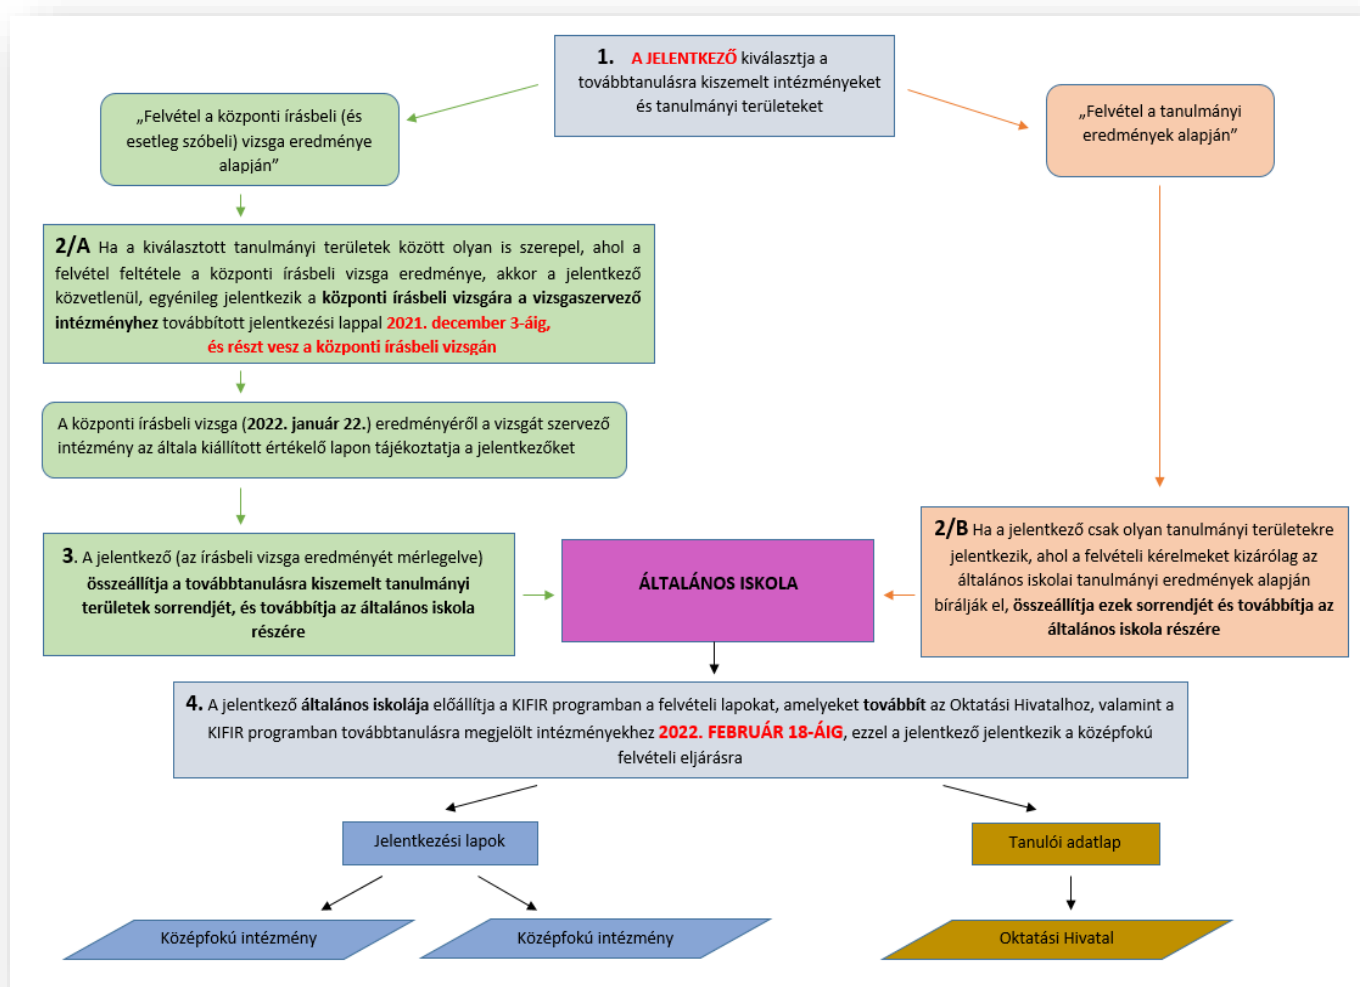 1. A JELENTKEZŐ kiválasztja a
továbbtanulásra kiszemelt intézményeket
és tanulmányi területeket
„Felvétel a központi írásbeli (és
esetleg szóbeli) vizsga eredménye
alapján”
„Felvétel a tanulmányi
eredmények alapján”
2/A Ha a kiválasztott tanulmányi területek között olyan is szerepel, ahol a
felvétel feltétele a központi írásbeli vizsga eredménye, akkor a jelentkező
közvetlenül, egyénileg jelentkezik a központi írásbeli vizsgára a vizsgaszervező
intézményhez továbbított jelentkezési lappal 2021. december 3-áig,
és részt vesz a központi írásbeli vizsgán
A központi írásbeli vizsga (2022. január 22.) eredményéről a vizsgát szervező
intézmény az általa kiállított értékelő lapon tájékoztatja a jelentkezőket
3. A jelentkező (az írásbeli vizsga eredményét mérlegelve)
összeállítja a továbbtanulásra kiszemelt tanulmányi
területek sorrendjét, és továbbítja az általános iskola
részére
ÁLTALÁNOS ISKOLA
2/B Ha a jelentkező csak olyan tanulmányi területekre
jelentkezik, ahol a felvételi kérelmeket kizárólag az
általános iskolai tanulmányi eredmények alapján
bírálják el, összeállítja ezek sorrendjét és továbbítja az
általános iskola részére
4. A jelentkező általános iskolája előállítja a KIFIR programban a felvételi lapokat, amelyeket továbbít az Oktatási Hivatalhoz, valamint a
KIFIR programban továbbtanulásra megjelölt intézményekhez 2022. FEBRUÁR 18-ÁIG, ezzel a jelentkező jelentkezik a középfokú
felvételi eljárásra
Jelentkezési lapok
Tanulói adatlap
Középfokú intézmény
Középfokú intézmény
Oktatási Hivatal